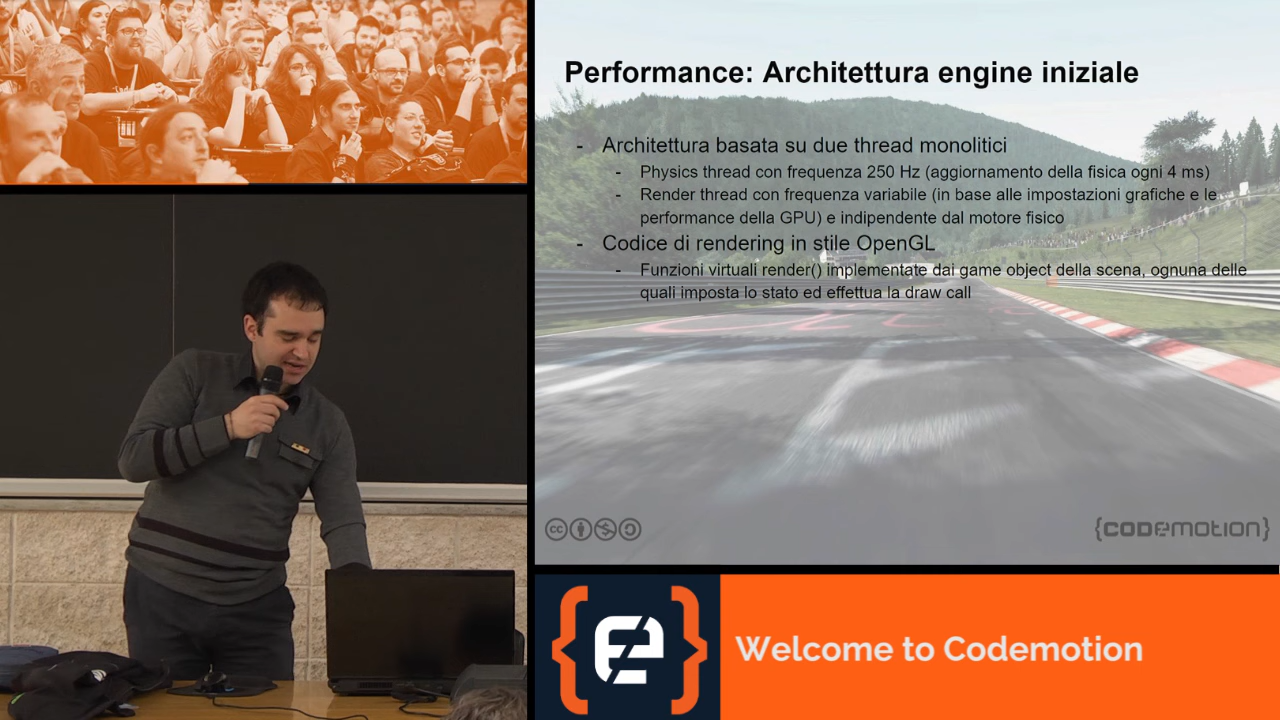 Performance: Architettura engine iniziale
- Architettura basata su due thread monolitici
- Physics thread con frequenza 250 Hz (aggiornamento della fisica ogni 4 ms)
- Render thread con frequenza variabile (in base alle impostazioni grafiche e le
performance della GPU) e indipendente dal motore fisico
- Codice di rendering in stile OpenGL
- Funzioni virtuali render() implementate dai game object della scena, ognuna delle
quali imposta lo stato ed effettua la draw call
cc
{CODEMOTION}
Welcome to Codemotion